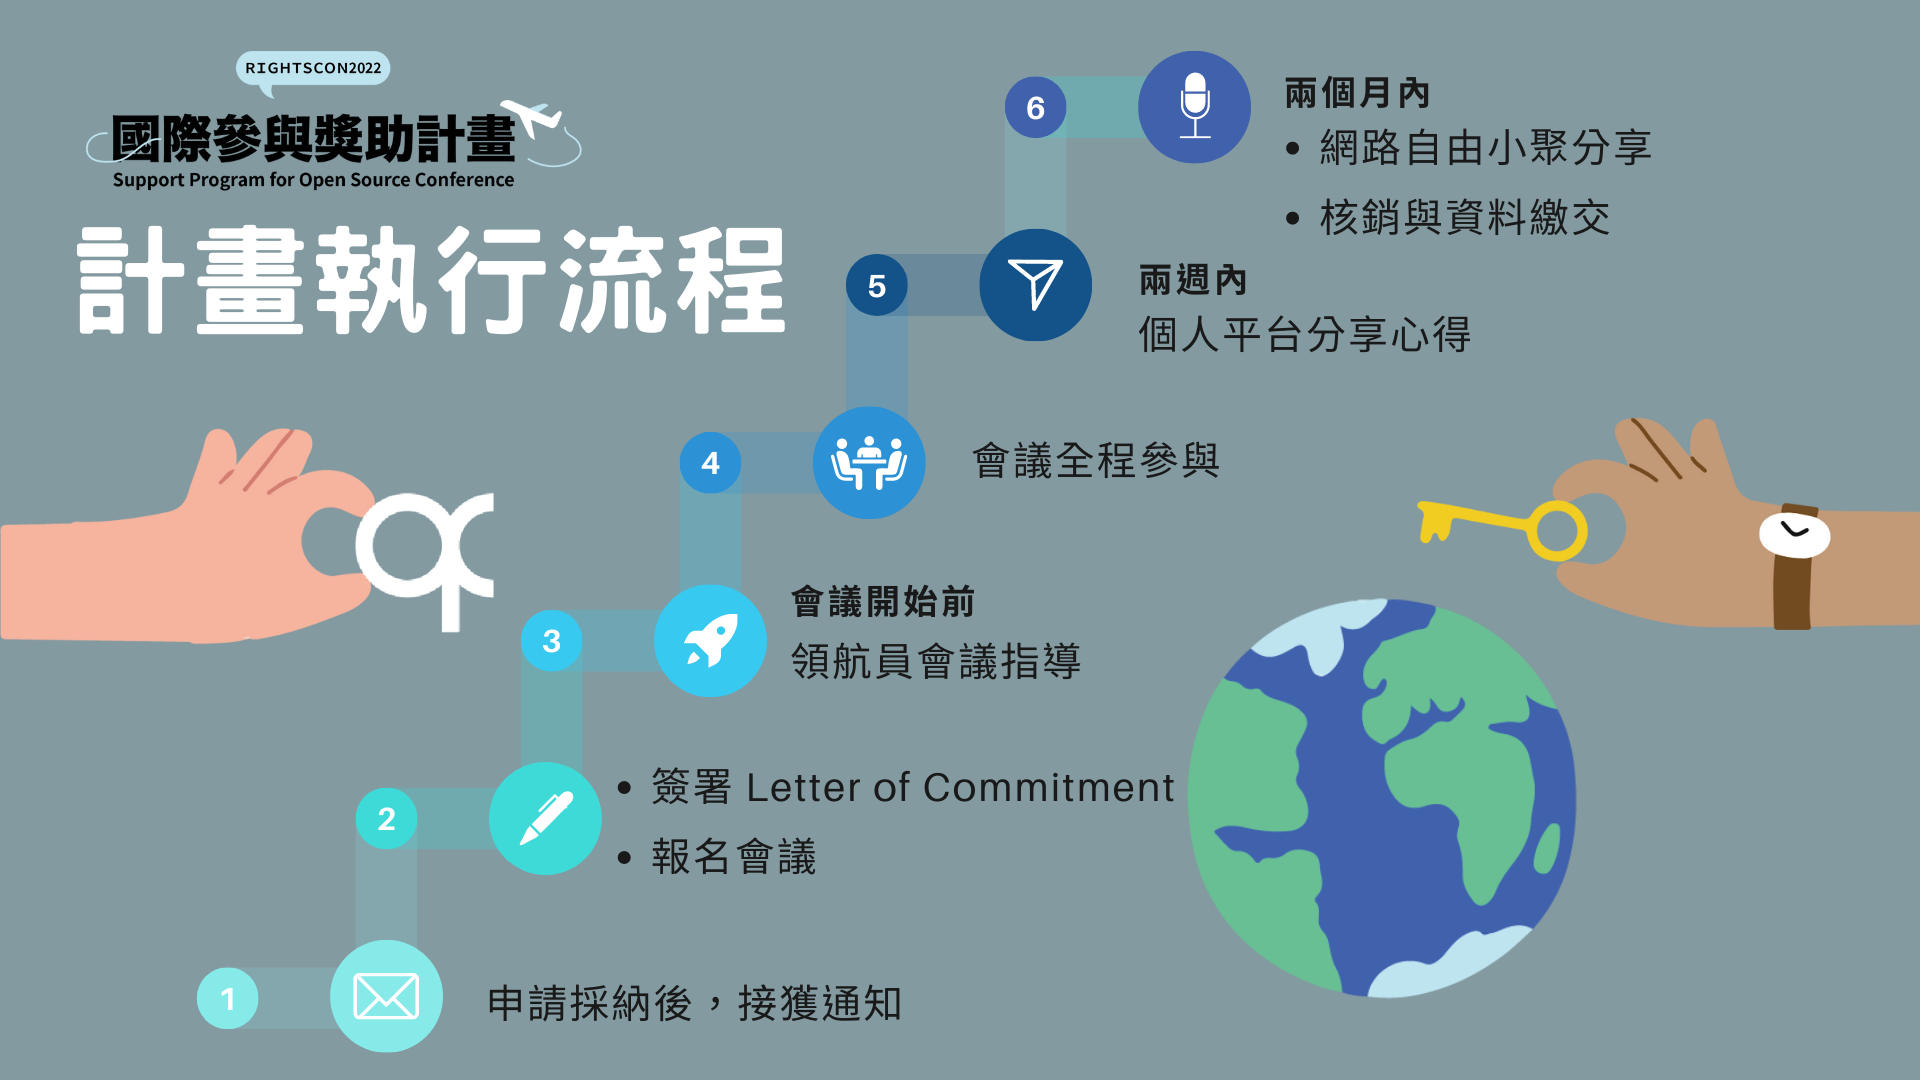 RIGHTSCON2022
國際參與獎助計畫
Support Program for Open Source Conference
計畫執行流程
6
兩個月內
網路自由小聚分享
核銷與資料繳交
5
兩週內
個人平台分享心得
4
會議全程參與
3
會議開始前
領航員會議指導
2
簽署 Letter of Commitment
報名會議
1
申請採納後，接獲通知